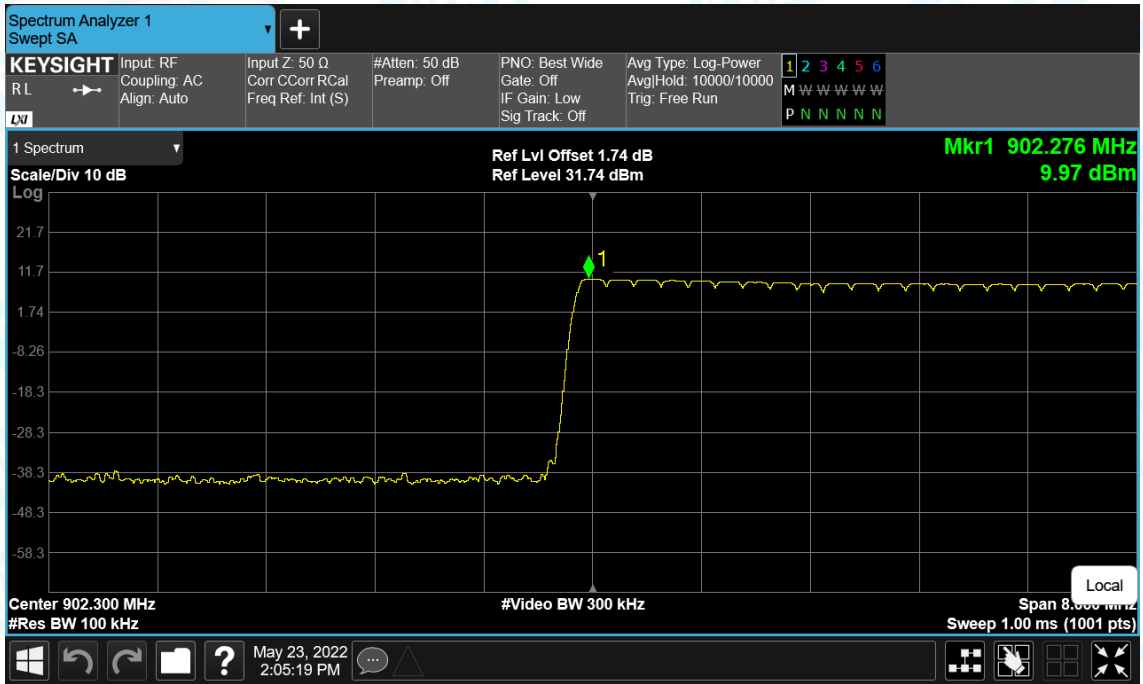 Spectrum Analyzer 1
Swept SA
KEYSIGHT
R L
LXI
Input: RF
Coupling: AC
Align: Auto
Input Z: 50 Ω
Corr CCorr RCal
Freq Ref: Int (S)
#Atten: 50 dB
Preamp: Off
PNO: Best Wide
Gate: Off
IF Gain: Low
Sig Track: Off
Avg Type: Log-Power
Avg|Hold: 10000/10000
Trig: Free Run
1 2 3 4 5 6
M W W W W W W
P N N N N N
1 Spectrum
Scale/Div 10 dB
Log
Ref Lvl Offset 1.74 dB
Ref Level 31.74 dBm
Mkr1 902.276 MHz
9.97 dBm
21.7
11.7
1.74
-8.26
-18.3
-28.3
-38.3
-48.3
-58.3
1
Local
Center 902.300 MHz
#Res BW 100 kHz
#Video BW 300 kHz
Span 8.000 MHz
Sweep 1.00 ms (1001 pts)
?
May 23, 2022
2:05:19 PM